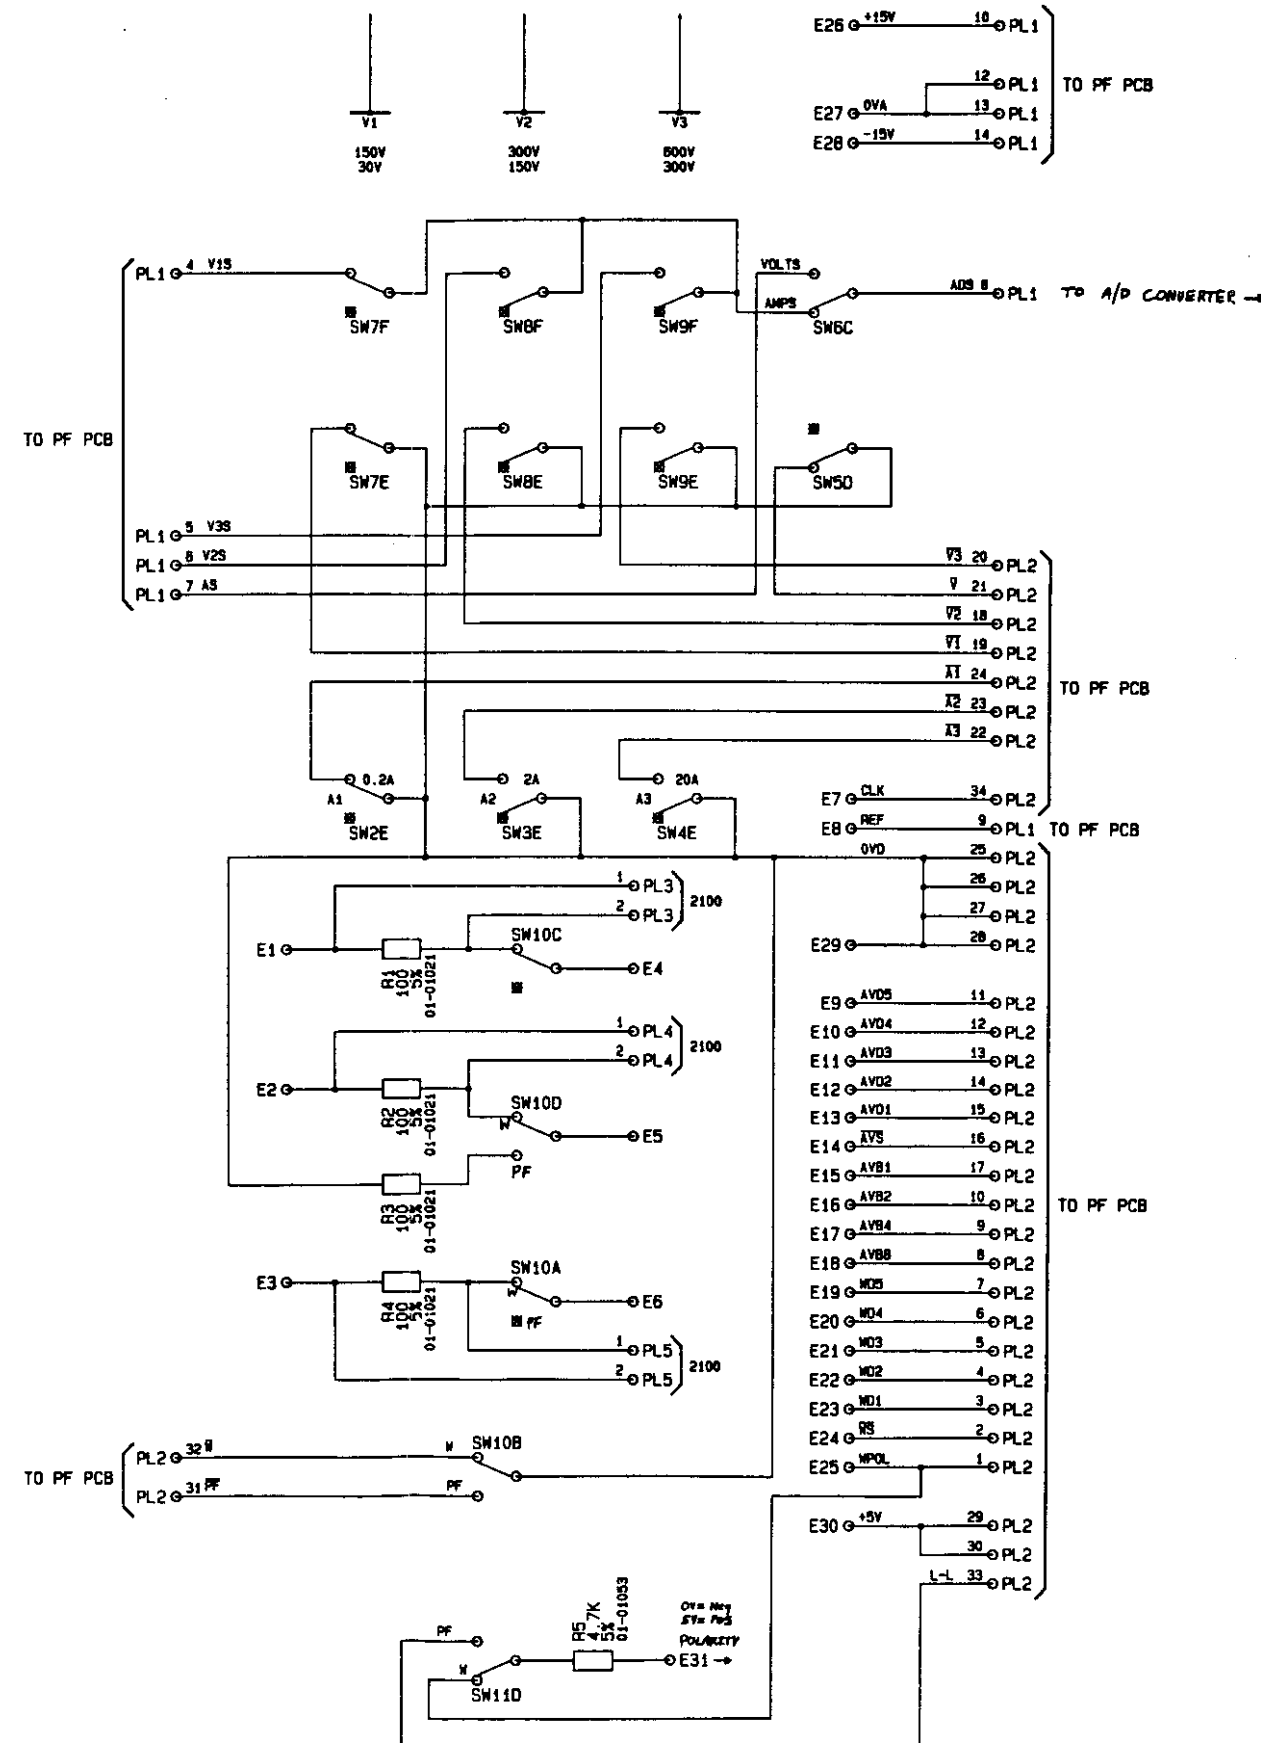 E26 +15V 10 PL1
12 PL1 TO PF PCB
E27 0VA 13 PL1
E28 -15V 14 PL1
V1 V2 V3
150V 300V 600V
30V 150V 300V
PL1 4 V1S
VOLTS
AMPS
ADS 8 PL1 TO A/D CONVERTER →
SW7F SW8F SW9F SW6C
TO PF PCB
SW7E SW8E SW9E SW5D
PL1 5 V3S
PL1 6 V2S
PL1 7 AS
V̅3̅ 20 PL2
V̅ 21 PL2
V̅2̅ 18 PL2
V̅1̅ 19 PL2
A̅1̅ 24 PL2
TO PF PCB
A̅2̅ 23 PL2
A̅3̅ 22 PL2
0.2A 2A 20A
A1 A2 A3
SW2E SW3E SW4E
E7 CLK 34 PL2
E8 REF 9 PL1 TO PF PCB
0VD 25 PL2
26 PL2
27 PL2
E29 28 PL2
1 PL3
2 PL3
2100
E1
SW10C
E4
R1
100
5%
01-01021
1 PL4
2 PL4
2100
E2
SW10D
W
E5
PF
R2
100
5%
01-01021
R3
100
5%
01-01021
E3
SW10A
W
E6
PF
R4
100
5%
01-01021
1 PL5
2 PL5
2100
E9 AVD5 11 PL2
E10 AVD4 12 PL2
E11 AVD3 13 PL2
E12 AVD2 14 PL2
E13 AVD1 15 PL2
E14 A̅V̅S̅ 16 PL2
E15 AVB1 17 PL2
E16 AVB2 10 PL2
TO PF PCB
E17 AVB4 9 PL2
E18 AVB8 8 PL2
E19 WD5 7 PL2
E20 WD4 6 PL2
E21 WD3 5 PL2
E22 WD2 4 PL2
E23 WD1 3 PL2
E24 W̅S̅ 2 PL2
E25 WPOL 1 PL2
TO PF PCB
PL2 32 W̅
W SW10B
PL2 31 P̅F̅
PF
E30 +5V 29 PL2
30 PL2
L-L 33 PL2
PF
W
SW11D
R5
4.7K
5%
01-01053
0V= Neg
5V= Pos
POLARITY
E31 →